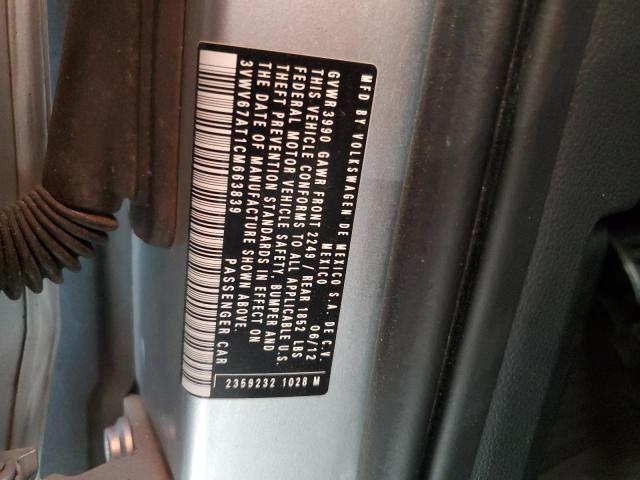 MFD BY VOLKSWAGEN DE MEXICO S.A. DE C.V.
MEXICO 06/12
GVWR 3990 GAWR FRONT 2249 / REAR 1852 LBS
THIS VEHICLE CONFORMS TO ALL APPLICABLE U.S.
FEDERAL MOTOR VEHICLE SAFETY, BUMPER AND
THEFT PREVENTION STANDARDS IN EFFECT ON
THE DATE OF MANUFACTURE SHOWN ABOVE.
3VWV67AT1CM663839 PASSENGER CAR
2359232 1028 M